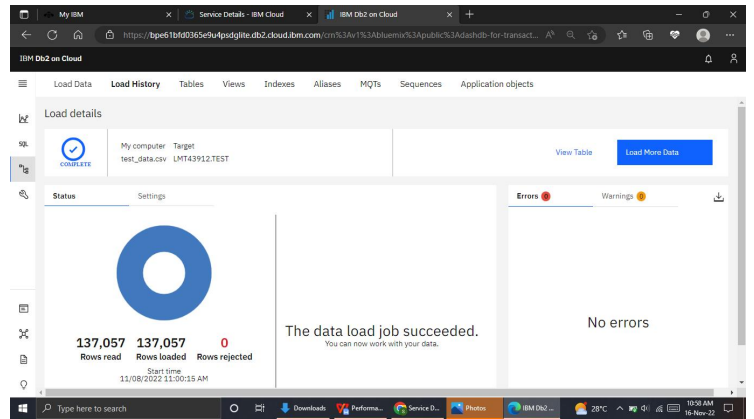 My IBM
Service Details - IBM Cloud
IBM Db2 on Cloud
https://bpe61bfd0365e9u4psdglite.db2.cloud.ibm.com/crn%3Av1%3Abluemix%3Apublic%3Adashdb-for-transact...
IBM Db2 on Cloud
Load Data Load History Tables Views Indexes Aliases MQTs Sequences Application objects
Load details
SQL
COMPLETE
My computer Target
test_data.csv LMT43912.TEST
View Table
Load More Data
Status Settings
Errors 0 Warnings 0
137,057 137,057 0
Rows read Rows loaded Rows rejected
Start time
11/08/2022 11:00:15 AM
The data load job succeeded.
You can now work with your data.
No errors
Type here to search
Downloads
Performa...
Service D...
Photos
IBM Db2 ...
28°C
10:58 AM
16-Nov-22